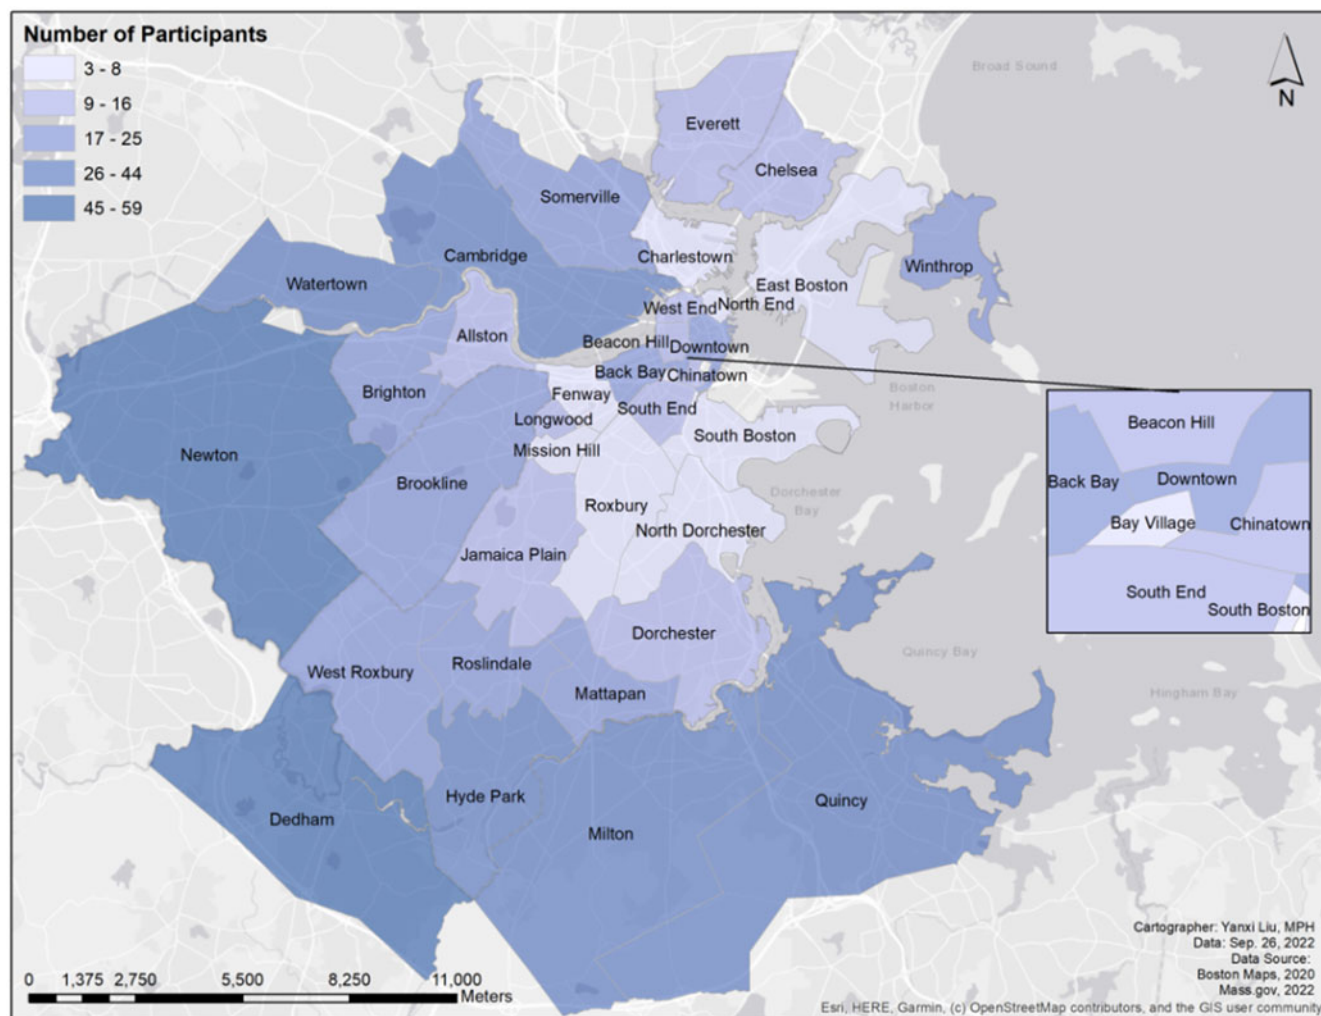 Number of Participants
3 - 8
9 - 16
17 - 25
26 - 44
45 - 59
Broad Sound
N
Everett
Chelsea
Somerville
Charlestown
Cambridge
Winthrop
Watertown
East Boston
West End
North End
Allston
Beacon Hill
Downtown
Back Bay
Chinatown
Boston
Harbor
Brighton
Fenway
South End
Longwood
South Boston
Mission Hill
Newton
Brookline
Roxbury
Dorchester
Bay
North Dorchester
Jamaica Plain
Dorchester
Quincy Bay
West Roxbury
Roslindale
Mattapan
Hingham Bay
Hyde Park
Quincy
Dedham
Milton
Beacon Hill
Back Bay
Downtown
Bay Village
Chinatown
South End
South Boston
0 1,375 2,750 5,500 8,250 11,000
Meters
Cartographer: Yanxi Liu, MPH
Data: Sep. 26, 2022
Data Source:
Boston Maps, 2020
Mass.gov, 2022
Esri, HERE, Garmin, (c) OpenStreetMap contributors, and the GIS user community